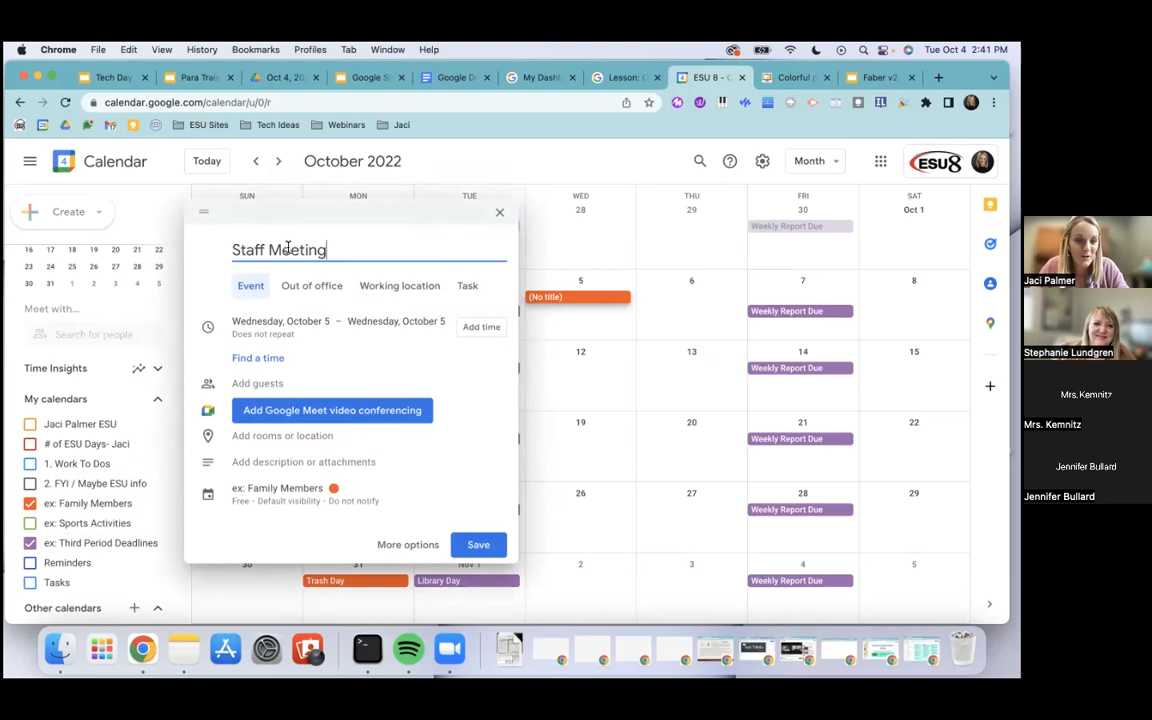 Chrome File Edit View History Bookmarks Profiles Tab Window Help Tue Oct 4 2:41 PM
Tech Day Para Train Oct 4, 20 Google Sl Google D My Dashb Lesson: ESU 8 - C Colorful p Faber v2
calendar.google.com/calendar/u/0/r
ESU Sites Tech Ideas Webinars Jaci
4 Calendar Today October 2022 Month ESU8
Create
SUN MON TUE WED THU FRI SAT
28 29 30 Oct 1
Weekly Report Due
16 17 18 19 20 21 22
23 24 25 26 27 28 29
30 31 1 2 3 4 5
Meet with...
Search for people
Time Insights
My calendars
Jaci Palmer ESU
# of ESU Days- Jaci
1. Work To Dos
2. FYI / Maybe ESU info
ex: Family Members
ex: Sports Activities
ex: Third Period Deadlines
Reminders
Tasks
Other calendars
Staff Meeting
Event Out of office Working location Task
Wednesday, October 5 – Wednesday, October 5 Add time
Does not repeat
Find a time
Add guests
Add Google Meet video conferencing
Add rooms or location
Add description or attachments
ex: Family Members
Free · Default visibility · Do not notify
More options Save
5 6 7 8
(No title)
Weekly Report Due
12 13 14 15
Weekly Report Due
19 20 21 22
Weekly Report Due
26 27 28 29
Weekly Report Due
30 31 Nov 1 2 3 4 5
Trash Day Library Day Weekly Report Due
Jaci Palmer
Stephanie Lundgren
Mrs. Kemnitz
Mrs. Kemnitz
Jennifer Bullard
Jennifer Bullard